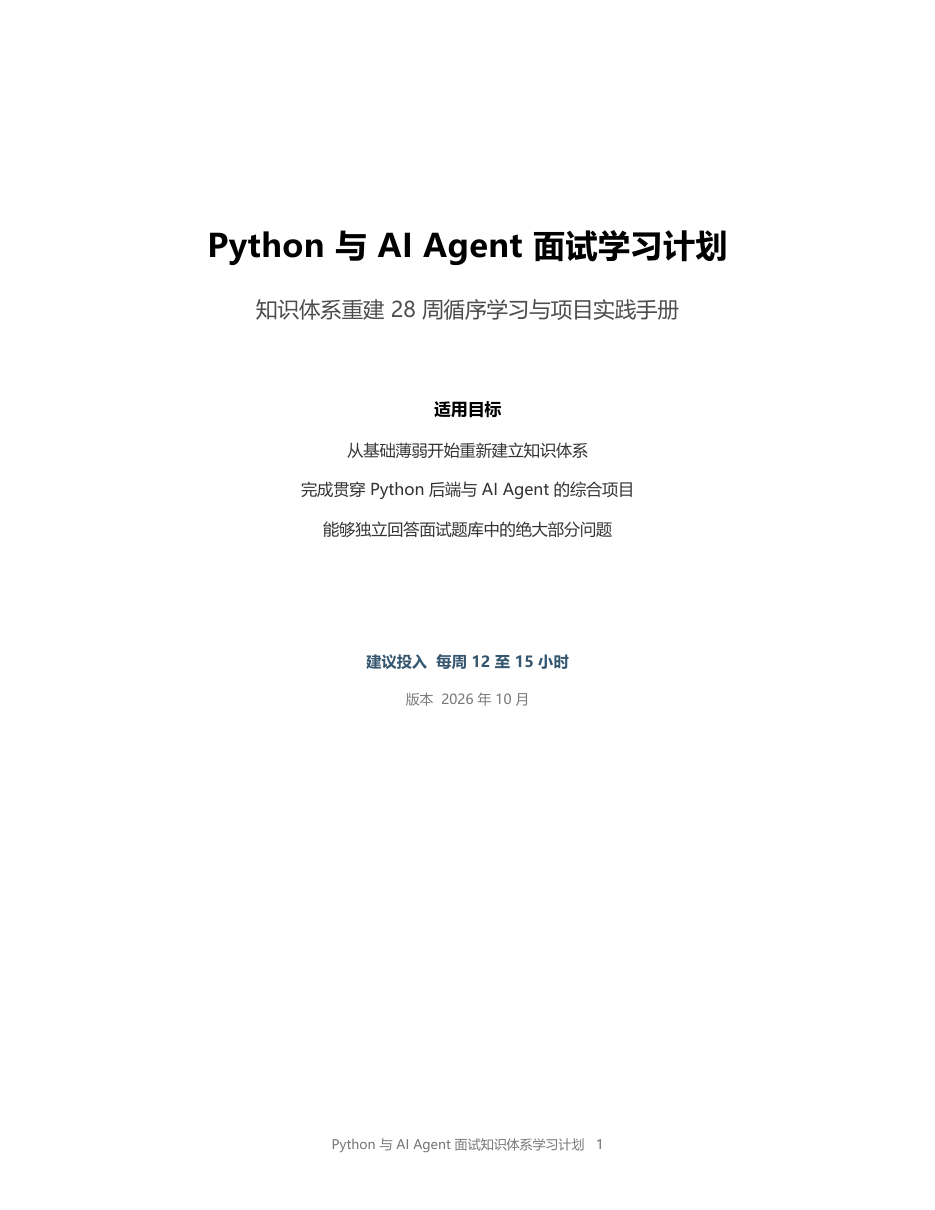 Python 与 AI Agent 面试学习计划
知识体系重建 28 周循序学习与项目实践手册
适用目标
从基础薄弱开始重新建立知识体系
完成贯穿 Python 后端与 AI Agent 的综合项目
能够独立回答面试题库中的绝大部分问题
建议投入 每周 12 至 15 小时
版本 2026 年 10 月
Python 与 AI Agent 面试知识体系学习计划 1